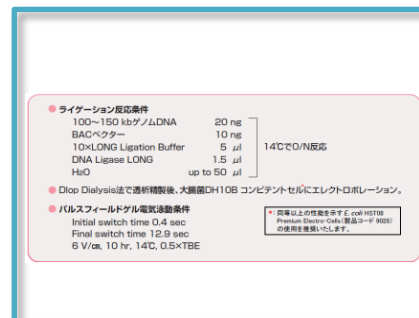 ● ライゲーション反応条件
100～150 kbゲノムDNA 20 ng
BACベクター 10 ng
10×LONG Ligation Buffer 5 μl
DNA Ligase LONG 1.5 μl
H₂O up to 50 μl
14℃でO/N反応
● Dlop Dialysis法で透析精製後、大腸菌DH10B コンピテントセル*にエレクトロポレーション。
● パルスフィールドゲル電気泳動条件
Initial switch time 0.4 sec
Final switch time 12.9 sec
6 V/㎝, 10 hr, 14℃, 0.5×TBE
*：同等以上の性能を示すE. coli HST08
Premium Electro-Cells（製品コード 9028）
の使用を推奨いたします。